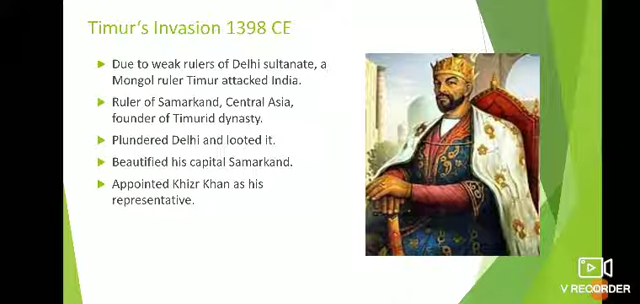 Timur's Invasion 1398 CE
Due to weak rulers of Delhi sultanate, a
Mongol ruler Timur attacked India.
Ruler of Samarkand, Central Asia,
founder of Timurid dynasty.
Plundered Delhi and looted it.
Beautified his capital Samarkand.
Appointed Khizr Khan as his
representative.
V RECORDER